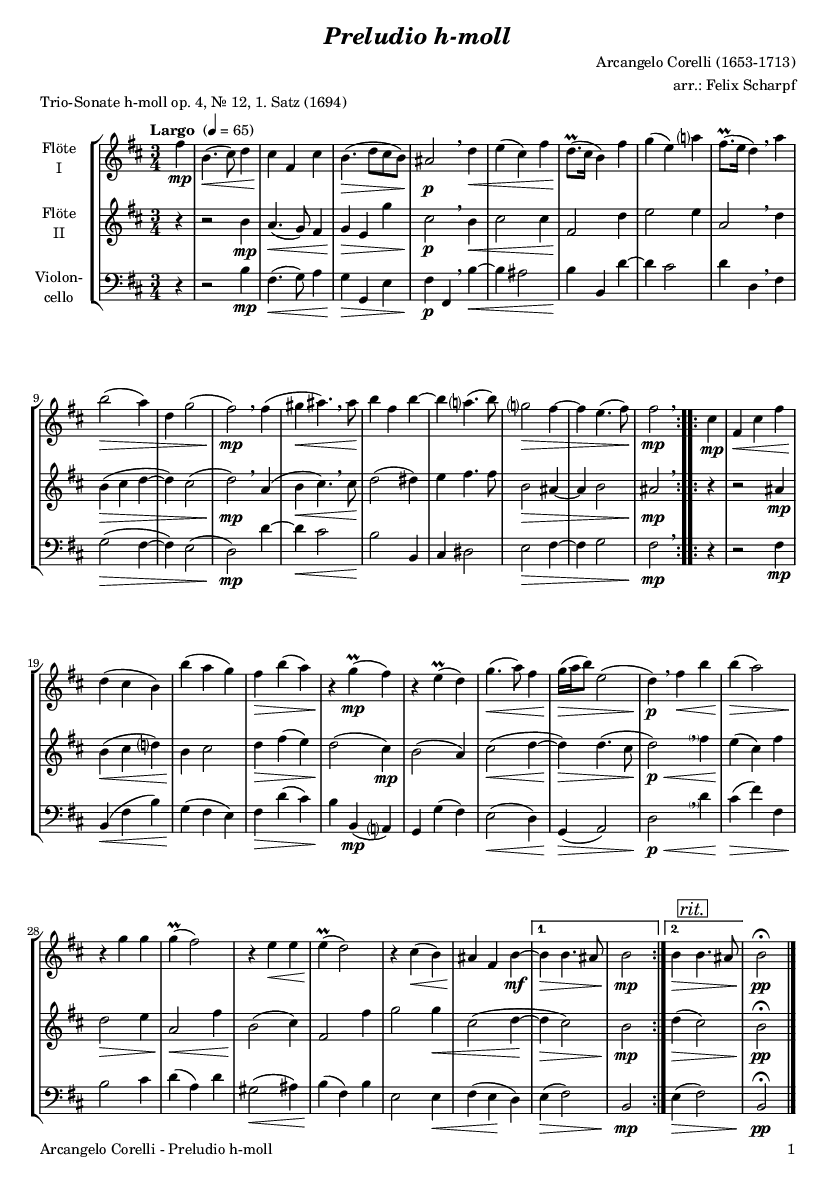 Preludio h-moll
Arcangelo Corelli (1653-1713)
arr.: Felix Scharpf
Trio-Sonate h-moll op. 4, № 12, 1. Satz (1694)
Largo (♩ = 65)
Flöte
I
mp
p
Flöte
II
mp
p
Violon-
cello
mp
p
9
mp
mp
mp
mp
mp
mp
mp
mp
19
mp
p
mp
p
mp
p
28
rit.
1.
2.
mf
mp
pp
mp
pp
mp
pp
Arcangelo Corelli - Preludio h-moll
1